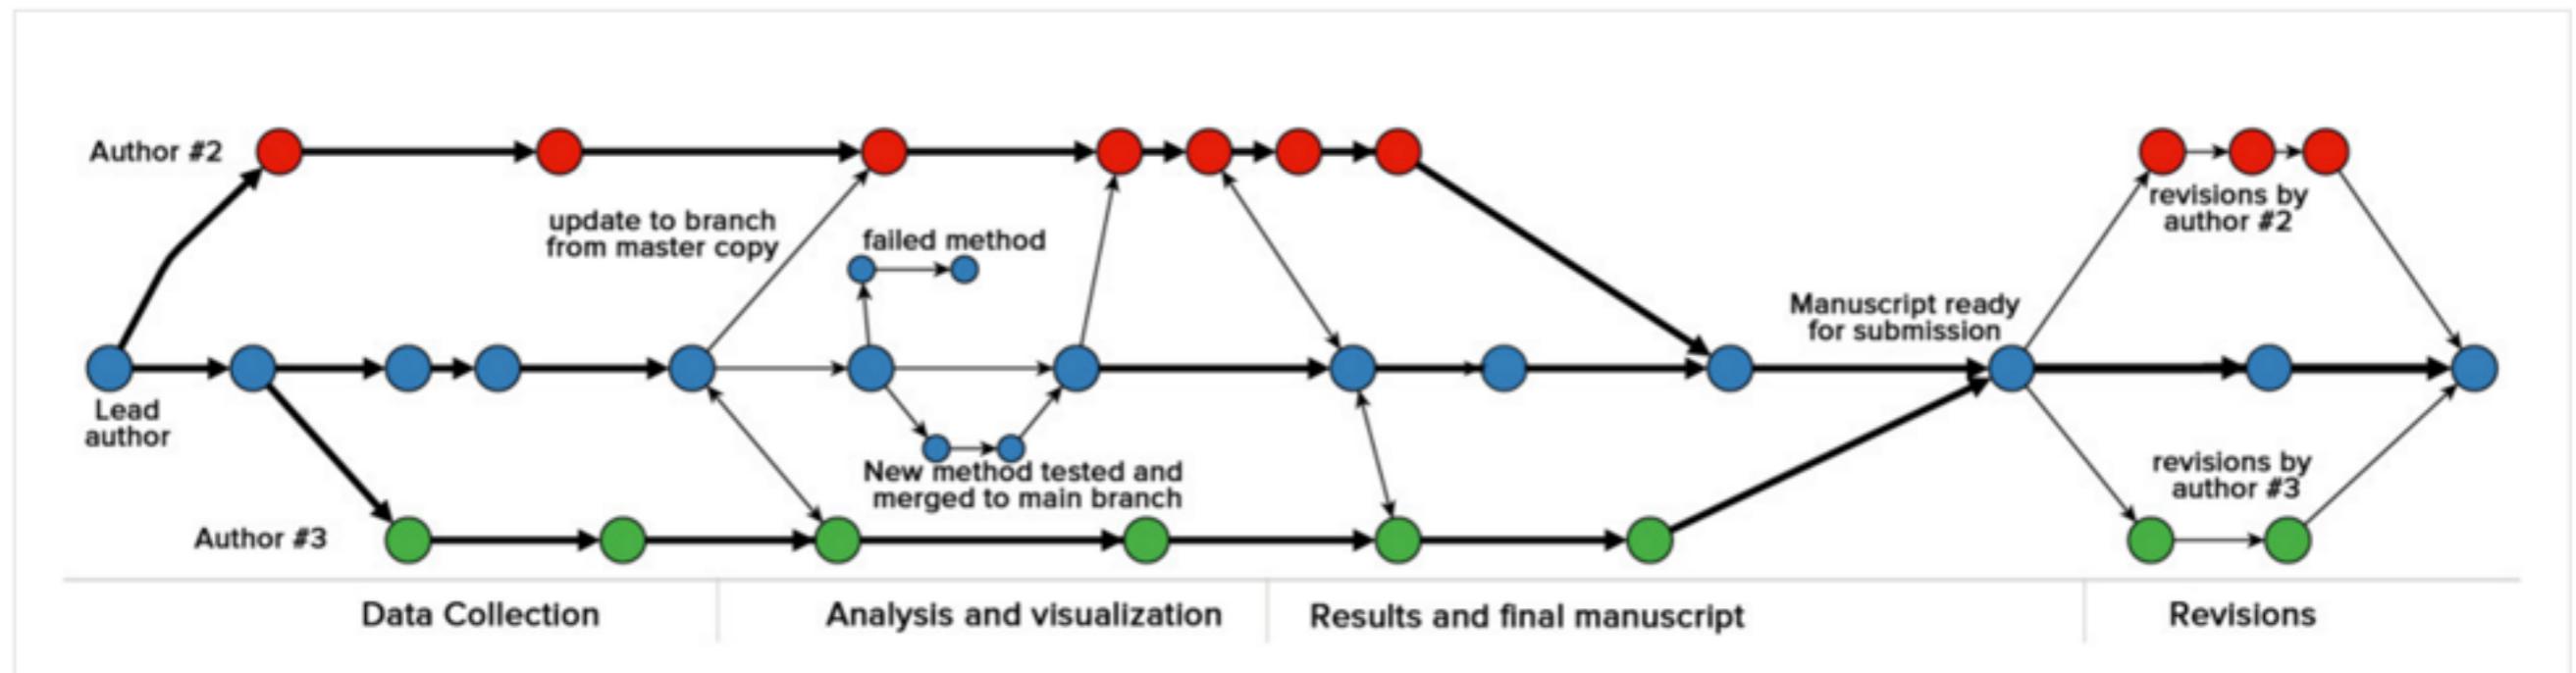 Author #2
update to branch
from master copy
failed method
revisions by
author #2
Manuscript ready
for submission
Lead
author
New method tested and
merged to main branch
revisions by
author #3
Author #3
Data Collection
Analysis and visualization
Results and final manuscript
Revisions